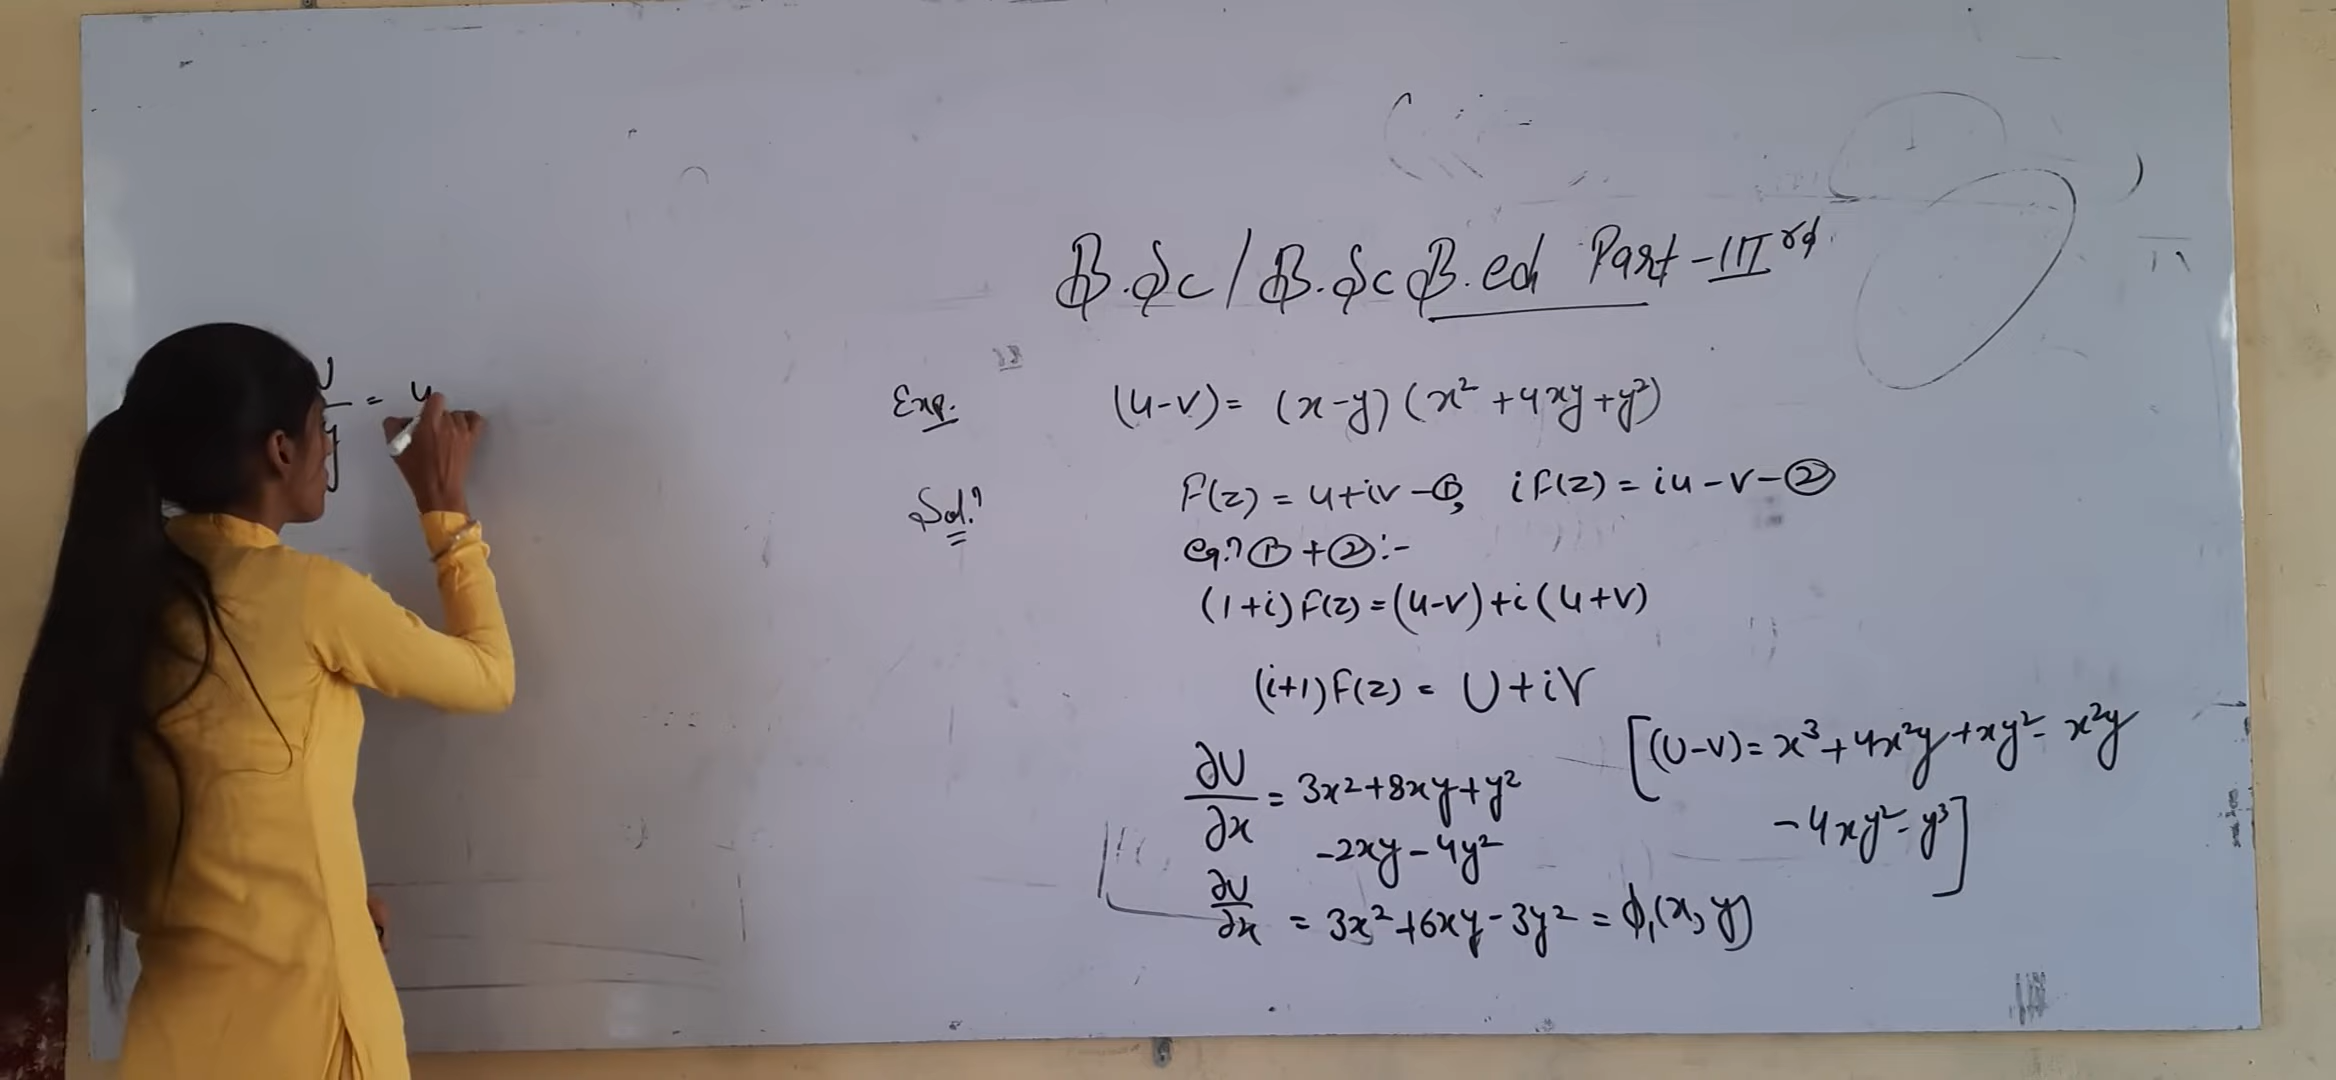 B.Sc/B.Sc B.ed Part-IIIrd
Exp. (u-v)= (x-y)(x²+4xy+y²)
Sol.ⁿ F(z)=u+iv-①, iF(z)=iu-v-②
eq.ⁿ ①+②:-
(1+i)F(z)=(u-v)+i(u+v)
(i+1)F(z)= U+iV
[(U-V)=x³+4x²y+xy²-x²y
-4xy²-y³]
∂U/∂x = 3x²+8xy+y²
-2xy-4y²
∂U/∂x = 3x²+6xy-3y² = ϕ₁(x,y)
= 4